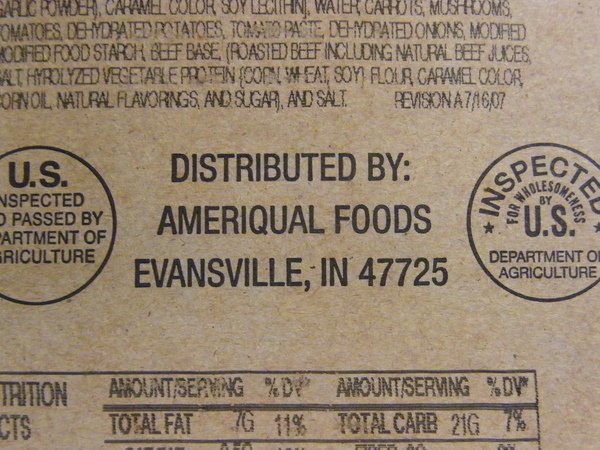 GARLIC POWDER), CARAMEL COLOR, SOY LECITHIN), WATER, CARROTS, MUSHROOMS,
TOMATOES, DEHYDRATED POTATOES, TOMATO PASTE, DEHYDRATED ONIONS, MODIFIED
MODIFIED FOOD STARCH, BEEF BASE, (ROASTED BEEF INCLUDING NATURAL BEEF JUICES,
SALT, HYROLYZED VEGETABLE PROTEIN (CORN, WHEAT, SOY) FLOUR, CARAMEL COLOR,
CORN OIL, NATURAL FLAVORINGS, AND SUGAR), AND SALT. REVISION A 7/16/07
U.S.
INSPECTED
AND PASSED BY
DEPARTMENT OF
AGRICULTURE
DISTRIBUTED BY:
AMERIQUAL FOODS
EVANSVILLE, IN 47725
INSPECTED
FOR WHOLESOMENESS
BY
U.S.
DEPARTMENT OF
AGRICULTURE
NUTRITION AMOUNT/SERVING %DV* AMOUNT/SERVING %DV*
FACTS TOTAL FAT 7G 11% TOTAL CARB 21G 7%